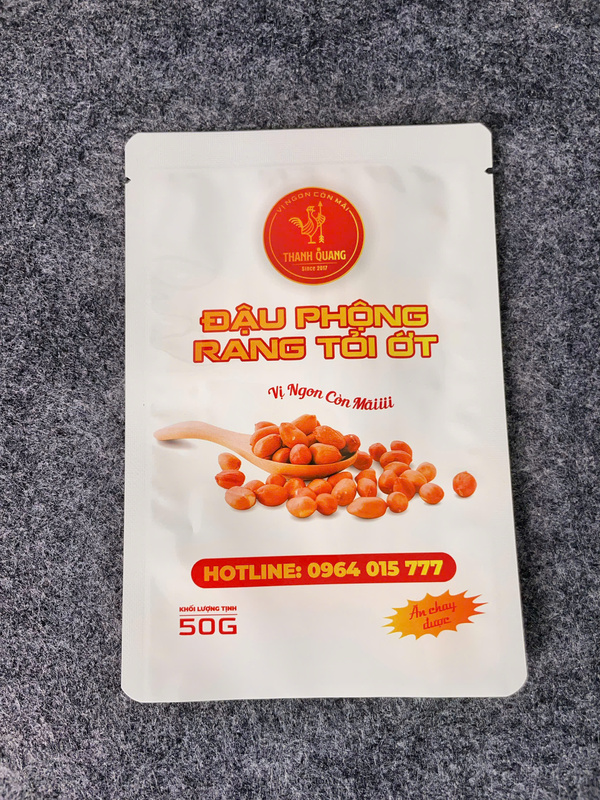 VỊ NGON CÒN MÃI
THANH QUANG
Since 2017
ĐẬU PHỘNG
RANG TỎI ỚT
Vị Ngon Còn Mãiiii
HOTLINE: 0964 015 777
KHỐI LƯỢNG TỊNH
50G
Ăn chay
được